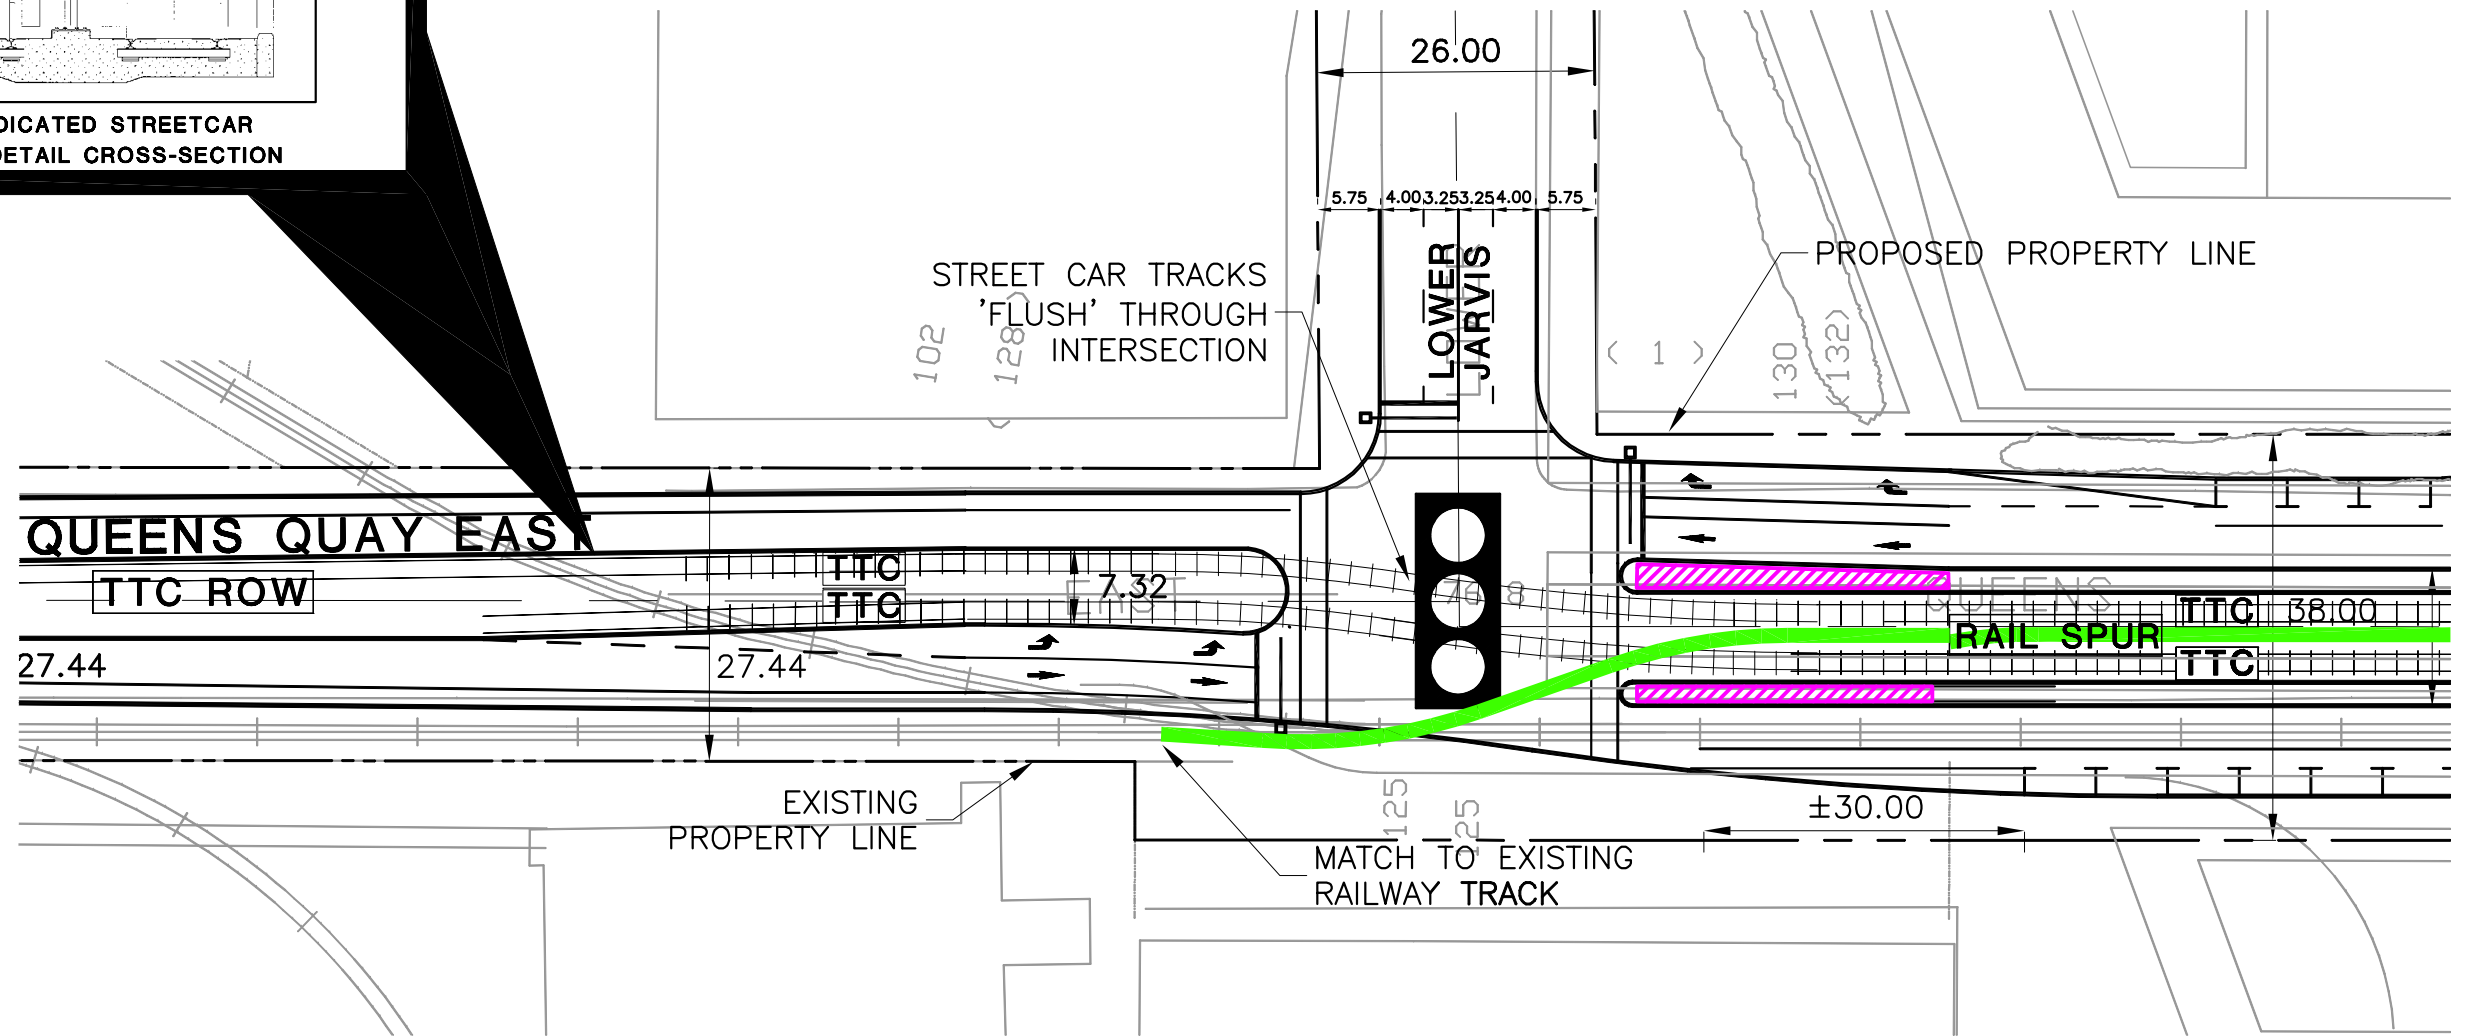 DICATED STREETCAR
DETAIL CROSS-SECTION
26.00
5.75 4.00 3.25 3.25 4.00 5.75
LOWER
JARVIS
PROPOSED PROPERTY LINE
STREET CAR TRACKS
'FLUSH' THROUGH
INTERSECTION
102
(128)
( 1 )
130
(132)
QUEENS QUAY EAST
TTC ROW
TTC
TTC
7.32
EAST
QUEENS
TTC
38.00
RAIL SPUR
TTC
27.44
27.44
EXISTING
PROPERTY LINE
125
125
±30.00
MATCH TO EXISTING
RAILWAY TRACK